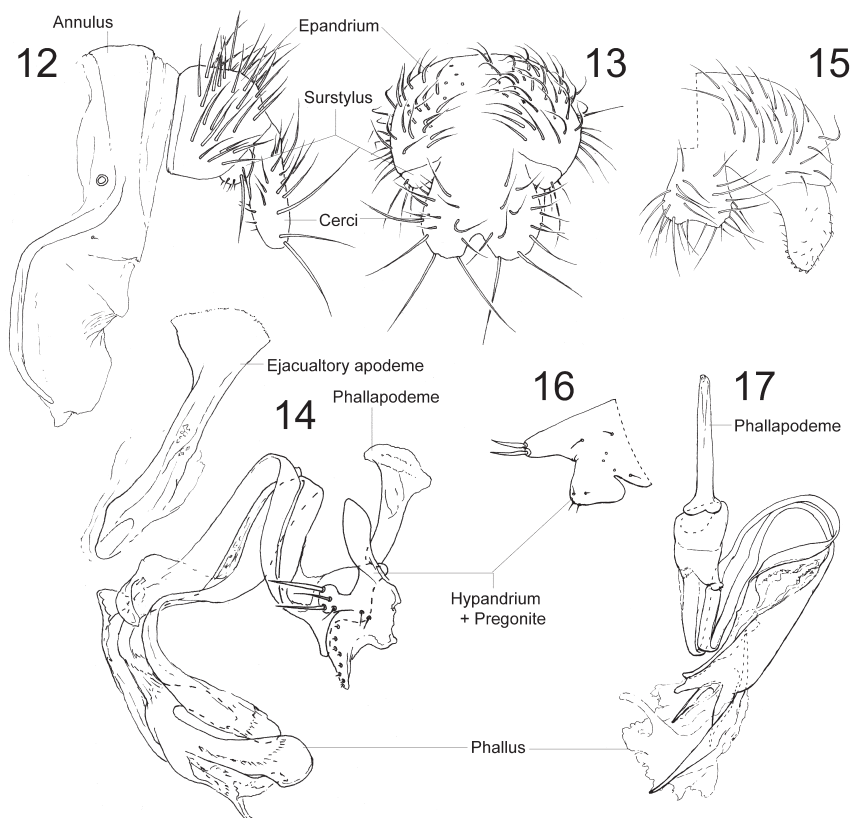 Annulus
12
Epandrium
13
15
Surstylus
Cerci
Ejacualtory apodeme
Phallapodeme
14
16
17
Phallapodeme
Hypandrium
+ Pregonite
Phallus